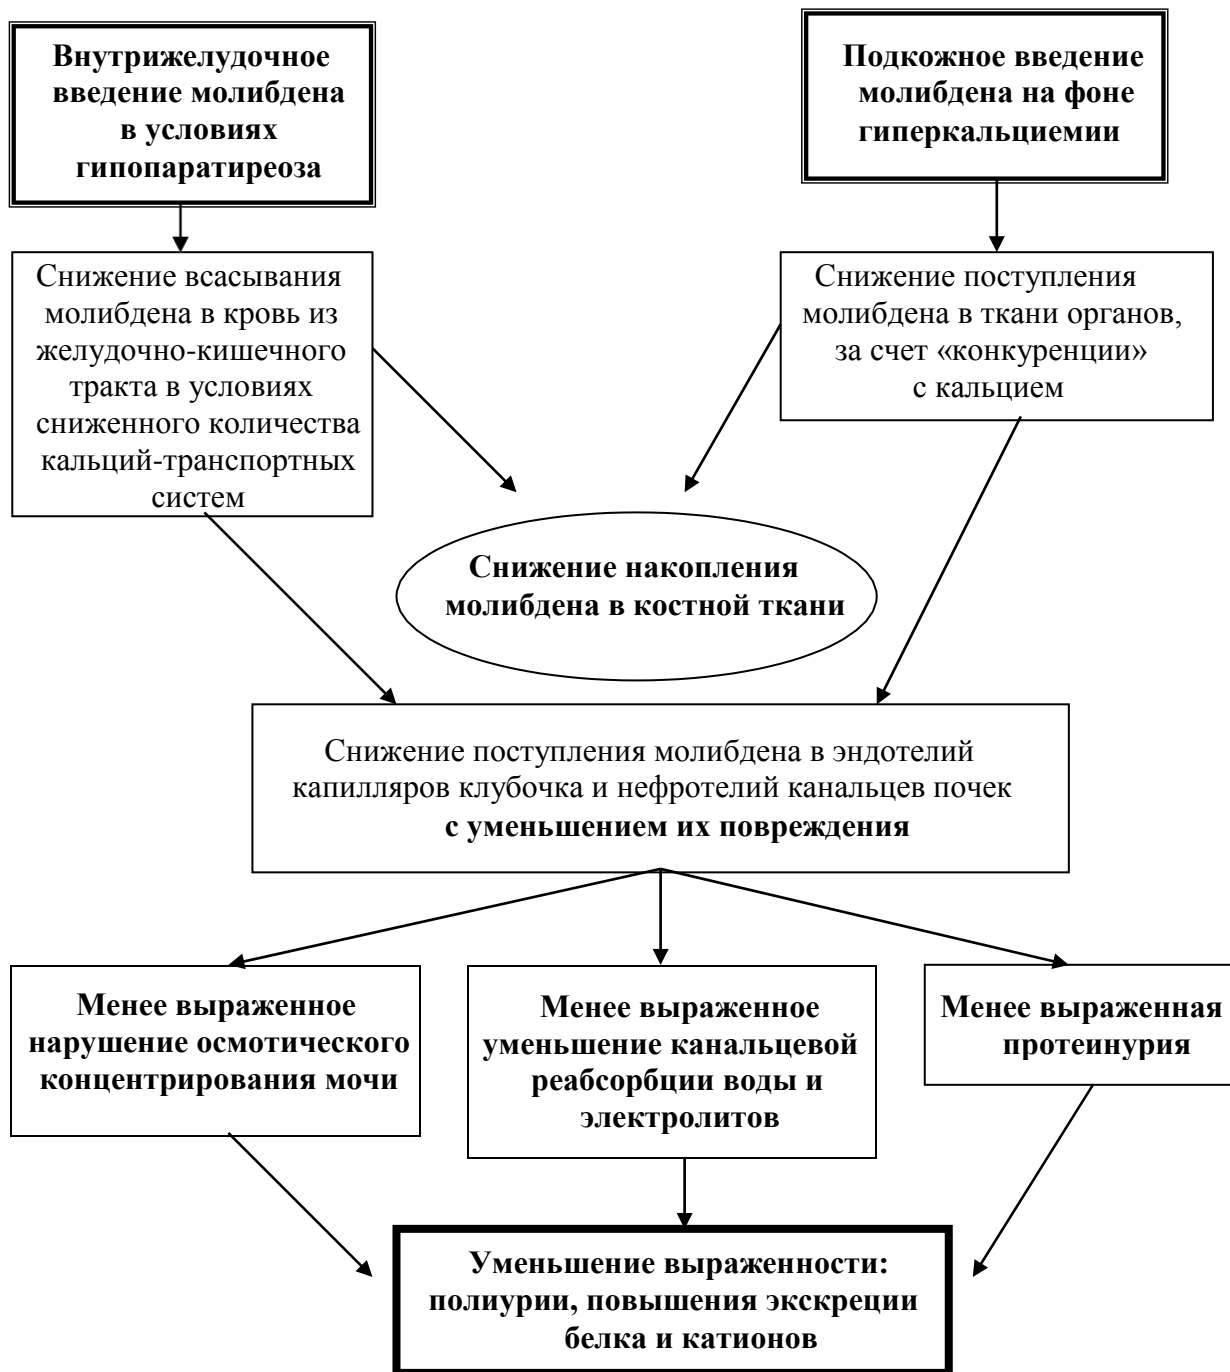 Внутрижелудочное
введение молибдена
в условиях
гипопаратиреоза
Подкожное введение
молибдена на фоне
гиперкальциемии
Снижение всасывания
молибдена в кровь из
желудочно-кишечного
тракта в условиях
сниженного количества
кальций-транспортных
систем
Снижение поступления
молибдена в ткани органов,
за счет «конкуренции»
с кальцием
Снижение накопления
молибдена в костной ткани
Снижение поступления молибдена в эндотелий
капилляров клубочка и нефротелий канальцев почек
с уменьшением их повреждения
Менее выраженное
нарушение осмотического
концентрирования мочи
Менее выраженное
уменьшение канальцевой
реабсорбции воды и
электролитов
Менее выраженная
протеинурия
Уменьшение выраженности:
полиурии, повышения экскреции
белка и катионов